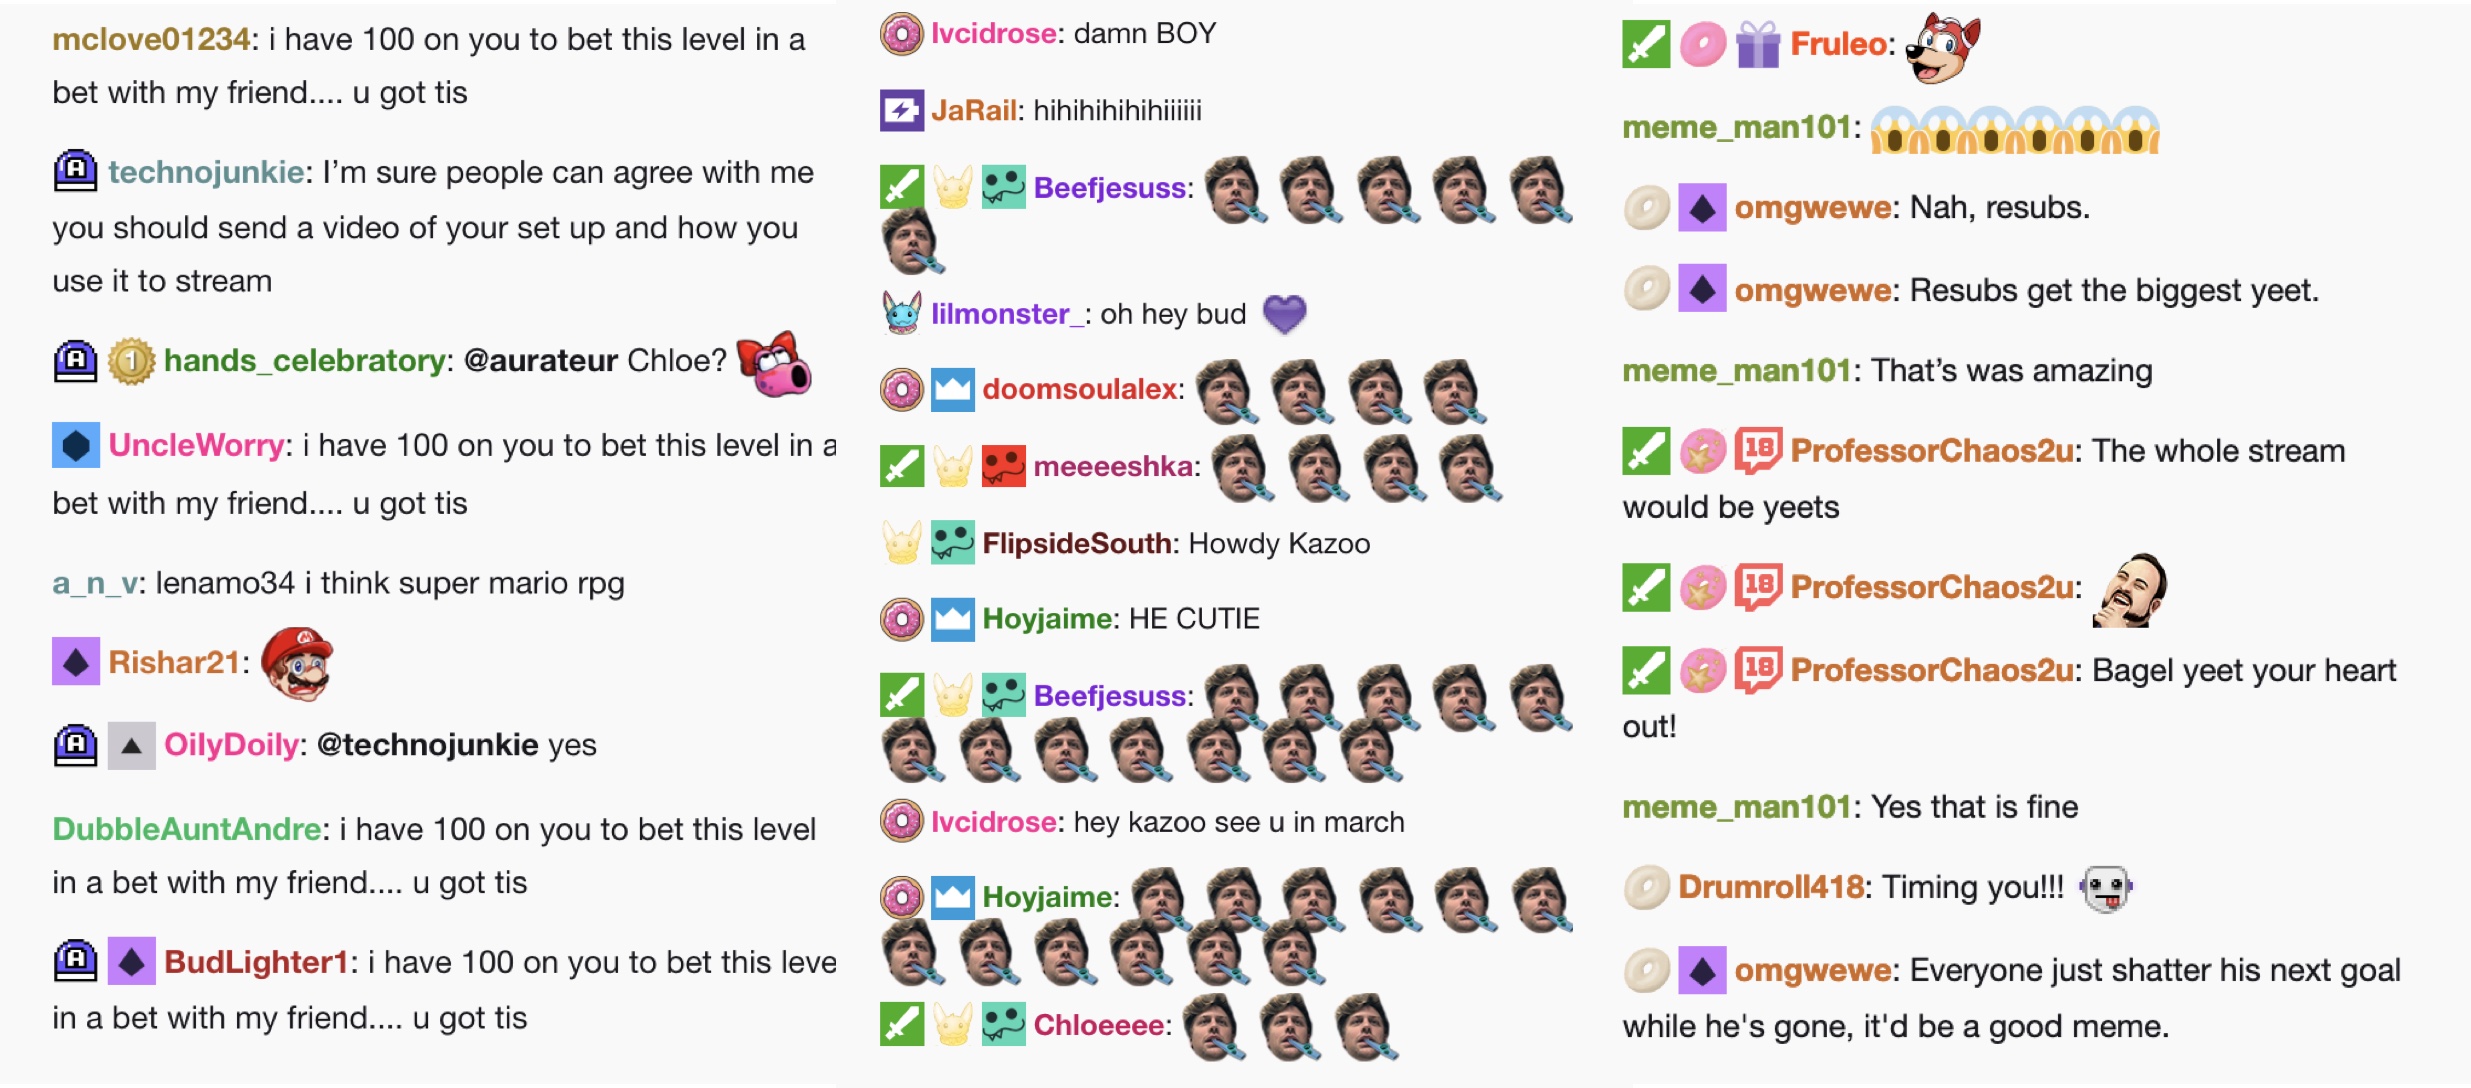 mclove01234: i have 100 on you to bet this level in a
bet with my friend.... u got tis
technojunkie: I’m sure people can agree with me
you should send a video of your set up and how you
use it to stream
hands_celebratory: @aurateur Chloe?
UncleWorry: i have 100 on you to bet this level in a
bet with my friend.... u got tis
a_n_v: lenamo34 i think super mario rpg
Rishar21:
OilyDoily: @technojunkie yes
DubbleAuntAndre: i have 100 on you to bet this level
in a bet with my friend.... u got tis
BudLighter1: i have 100 on you to bet this leve
in a bet with my friend.... u got tis
lvcidrose: damn BOY
JaRail: hihihihihihiiiiii
Beefjesuss:
lilmonster_: oh hey bud
doomsoulalex:
meeeeshka:
FlipsideSouth: Howdy Kazoo
Hoyjaime: HE CUTIE
Beefjesuss:
lvcidrose: hey kazoo see u in march
Hoyjaime:
Chloeeee:
Fruleo:
meme_man101:
omgwewe: Nah, resubs.
omgwewe: Resubs get the biggest yeet.
meme_man101: That’s was amazing
18 ProfessorChaos2u: The whole stream
would be yeets
18 ProfessorChaos2u:
18 ProfessorChaos2u: Bagel yeet your heart
out!
meme_man101: Yes that is fine
Drumroll418: Timing you!!!
omgwewe: Everyone just shatter his next goal
while he's gone, it'd be a good meme.